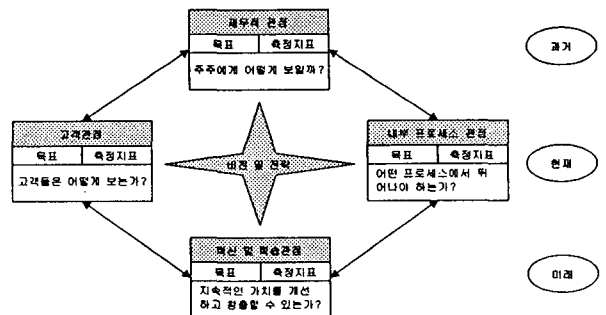 재무적 관점
목표 측정지표
주주에게 어떻게 보일까?
과거
고객관점
목표 측정지표
고객들은 어떻게 보는가?
비전 및 전략
내부 프로세스 관점
목표 측정지표
어떤 프로세스에서 뛰
어나야 하는가?
현재
혁신 및 학습관점
목표 측정지표
지속적인 가치를 개선
하고 창출할 수 있는가?
미래